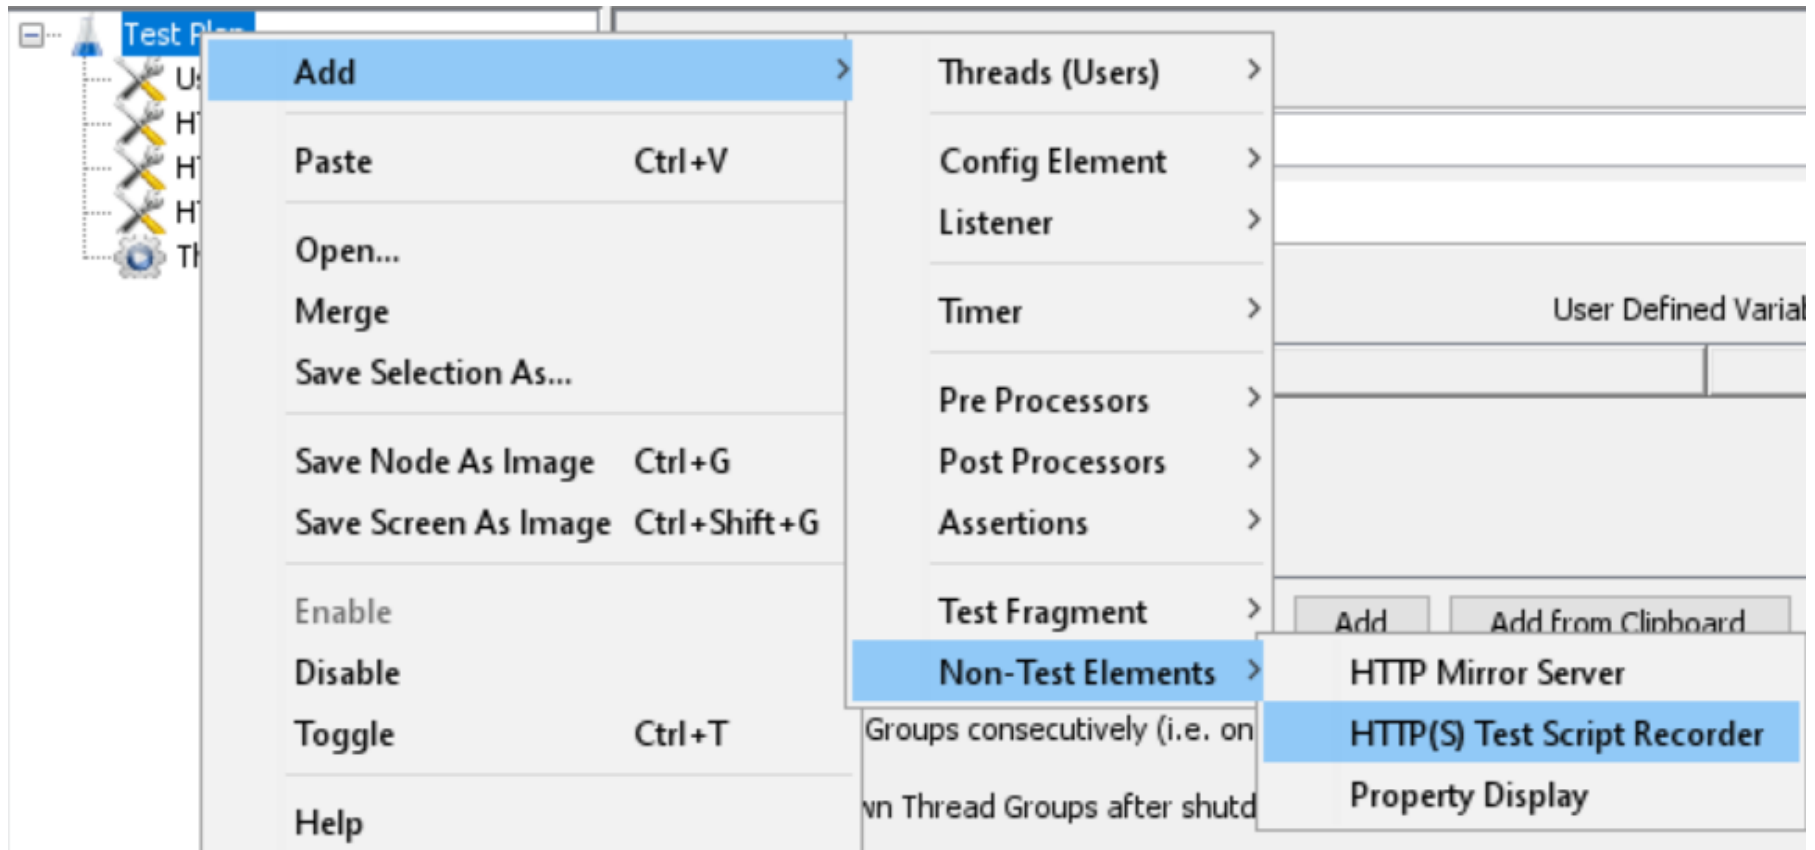 Test Plan
Add
Paste Ctrl+V
Open...
Merge
Save Selection As...
Save Node As Image Ctrl+G
Save Screen As Image Ctrl+Shift+G
Enable
Disable
Toggle Ctrl+T
Help
Threads (Users)
Config Element
Listener
Timer
Pre Processors
Post Processors
Assertions
Test Fragment
Non-Test Elements
HTTP Mirror Server
HTTP(S) Test Script Recorder
Property Display
User Defined
Add Add from Clipboard
Groups consecutively (i.e. on
Thread Groups after